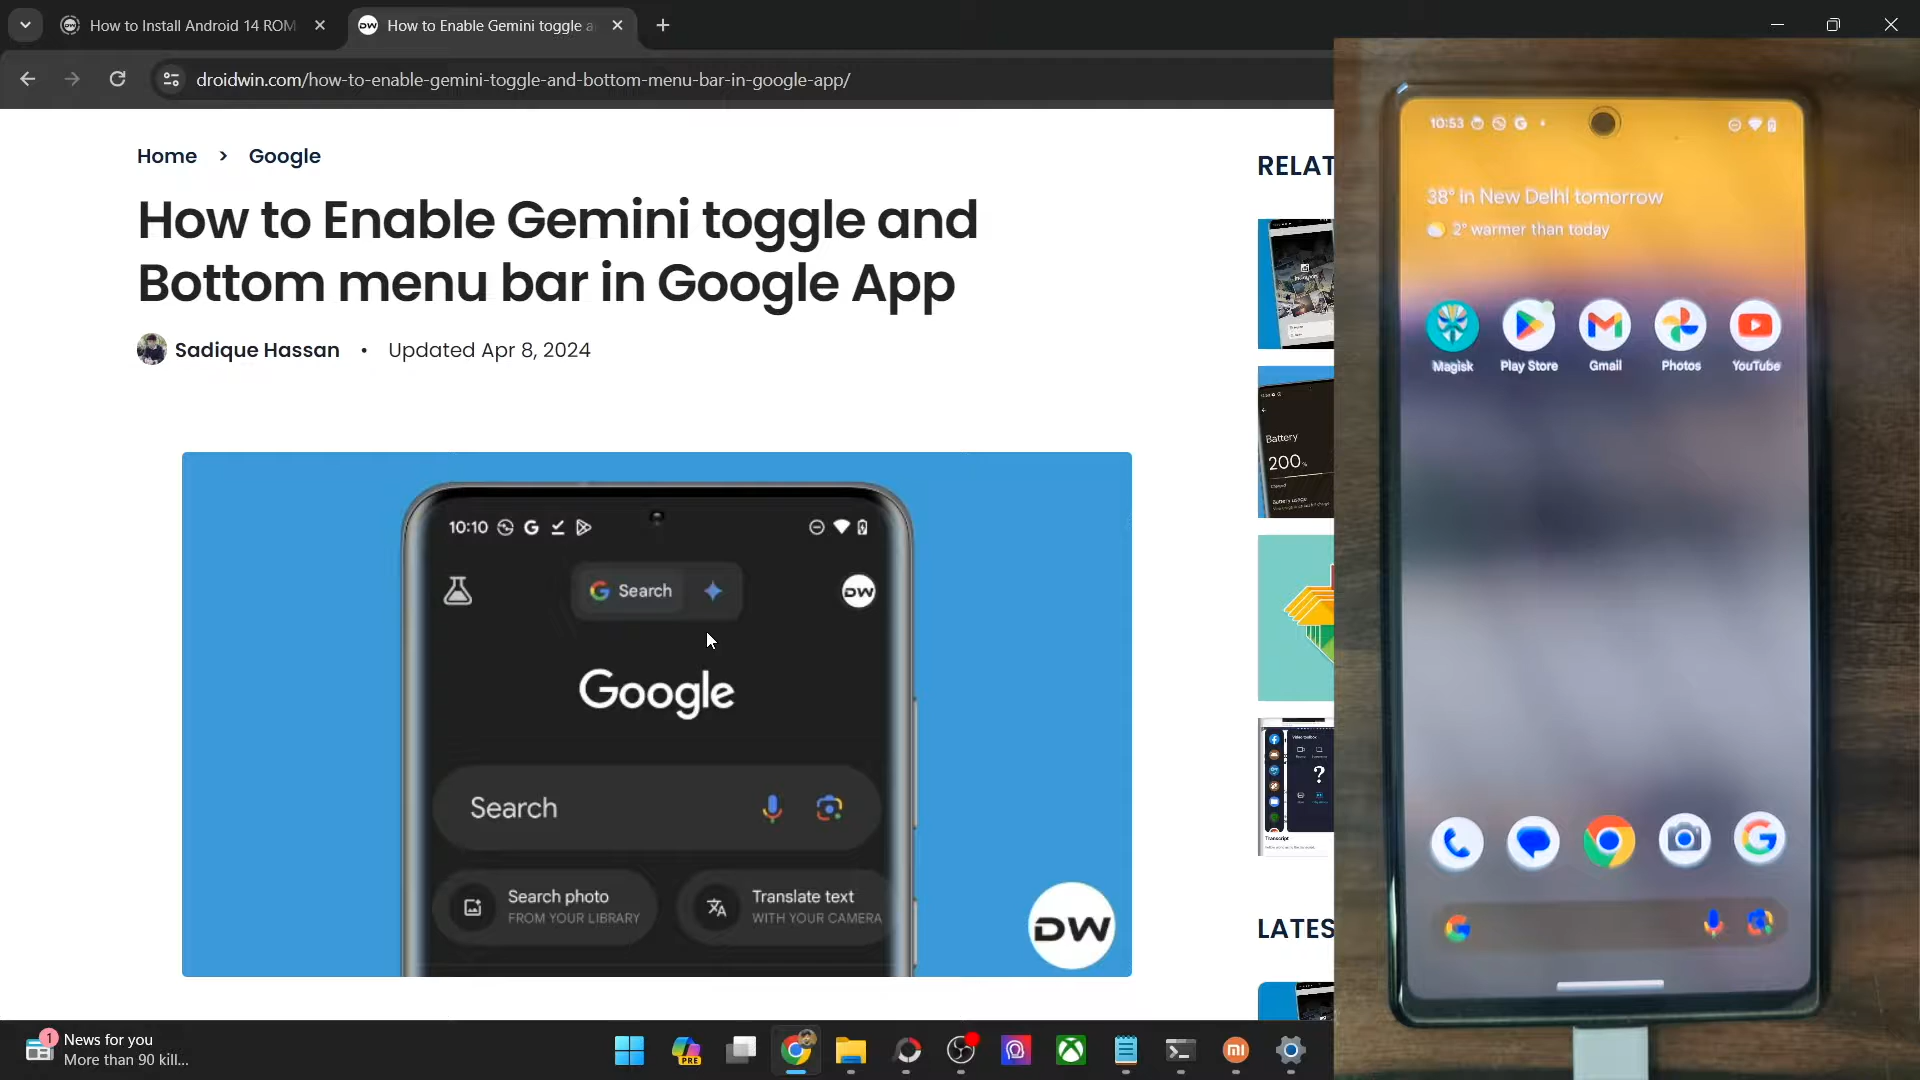 How to Install Android 14 ROM
How to Enable Gemini toggle a
droidwin.com/how-to-enable-gemini-toggle-and-bottom-menu-bar-in-google-app/
Home > Google
How to Enable Gemini toggle and
Bottom menu bar in Google App
Sadique Hassan • Updated Apr 8, 2024
10:10
Search
DW
Google
Search
Search photo
FROM YOUR LIBRARY
Translate text
WITH YOUR CAMERA
DW
RELAT
Battery
200%
Transcript
LATES
10:53
38° in New Delhi tomorrow
2° warmer than today
Magisk
Play Store
Gmail
Photos
YouTube
1
News for you
More than 90 kill...
PRE